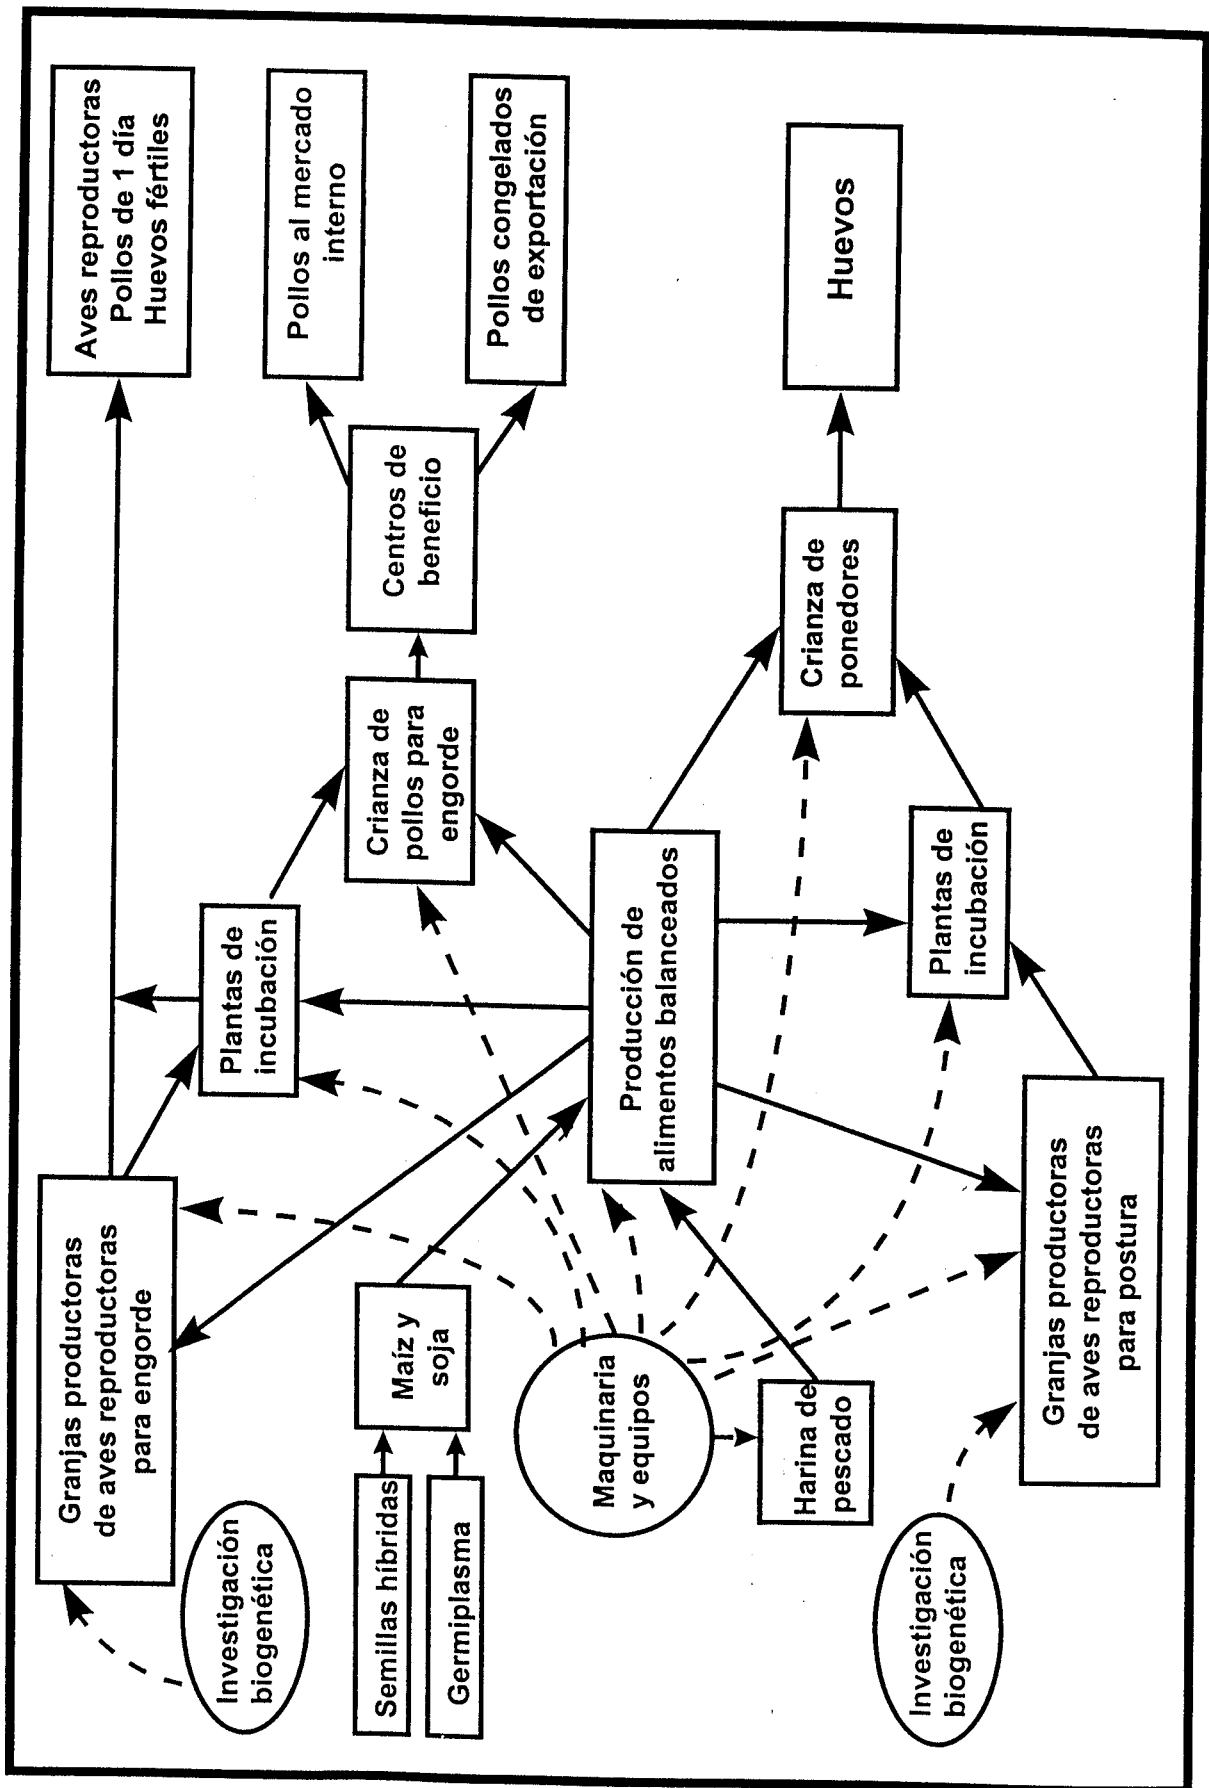 Aves reproductoras
Pollos de 1 día
Huevos fértiles
Pollos al mercado
interno
Pollos congelados
de exportación
Huevos
Centros de
beneficio
Crianza de
ponedores
Crianza de
pollos para
engorde
Plantas de
incubación
Producción de
alimentos balanceados
Plantas de
incubación
Granjas productoras
de aves reproductoras
para engorde
Maíz y
soja
Maquinaria
y equipos
Harina de
pescado
Granjas productoras
de aves reproductoras
para postura
Investigación
biogenética
Semillas híbridas
Germiplasma
Investigación
biogenética